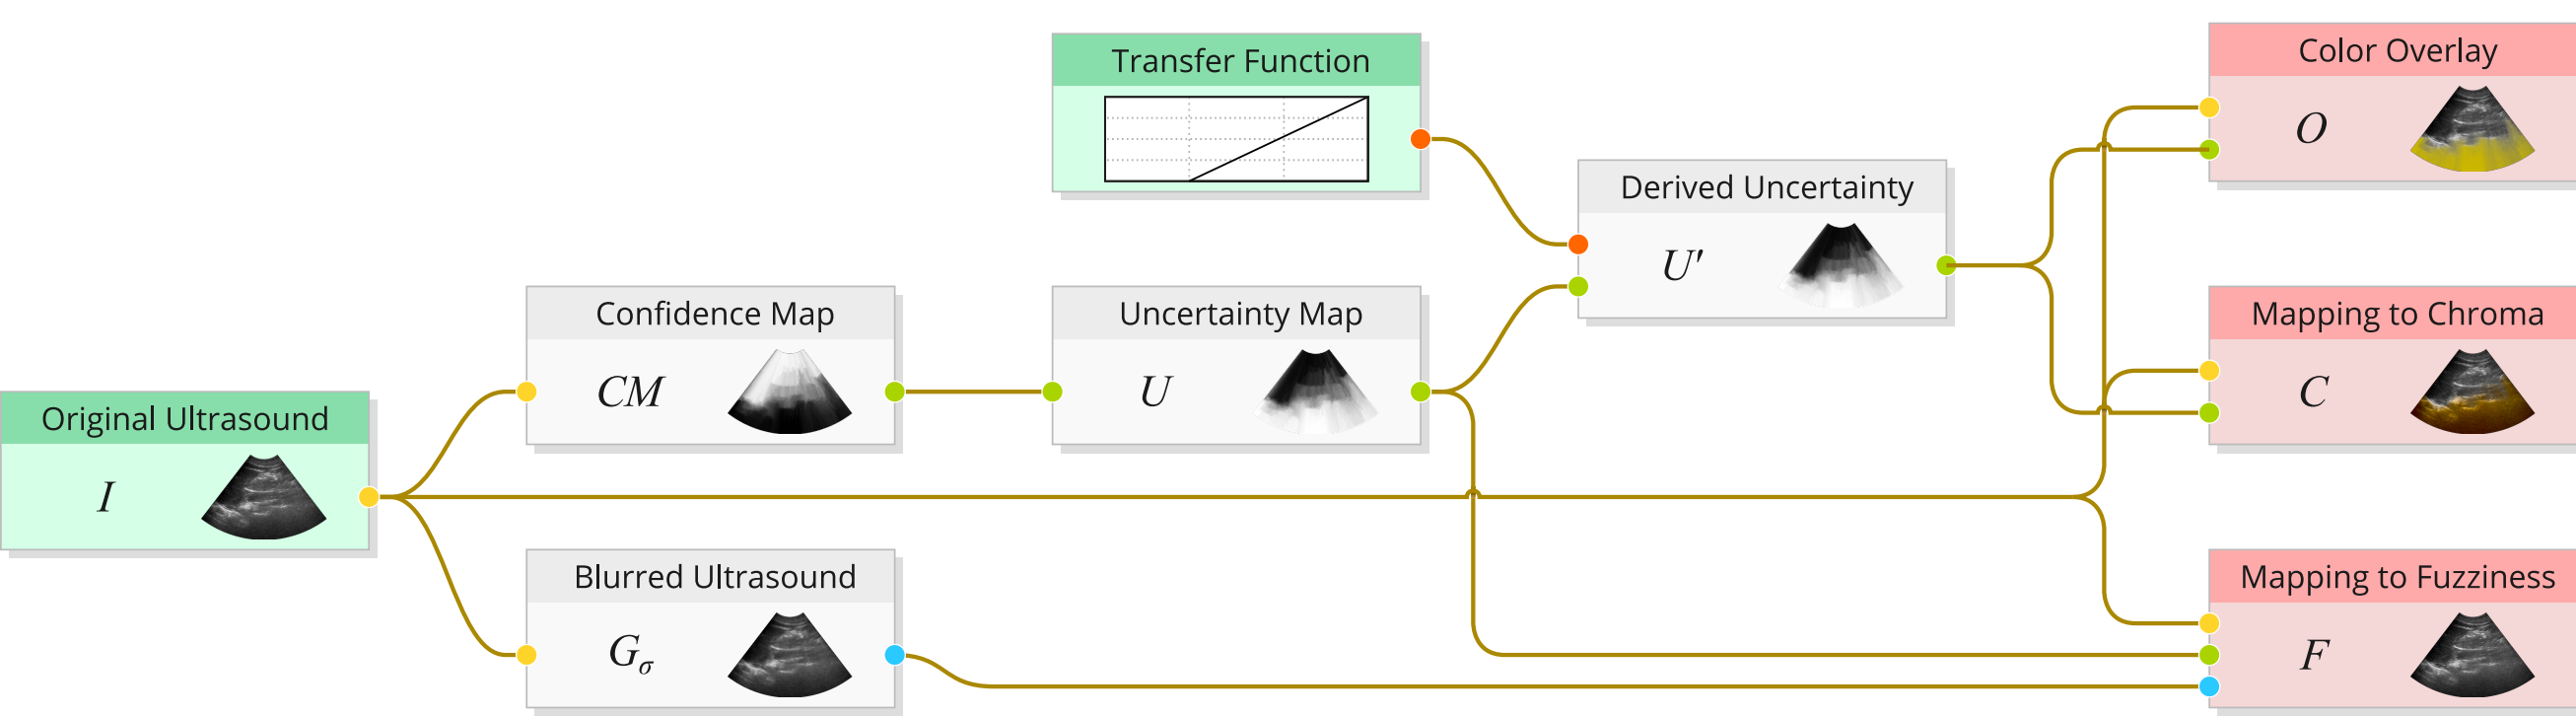 Transfer Function
Color Overlay
O
Derived Uncertainty
U′
Confidence Map
CM
Uncertainty Map
U
Mapping to Chroma
C
Original Ultrasound
I
Blurred Ultrasound
Gσ
Mapping to Fuzziness
F